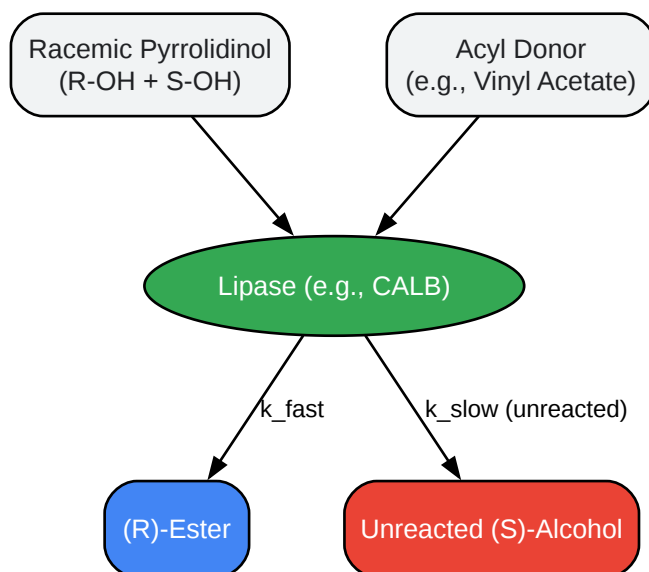 Racemic Pyrrolidinol
(R-OH + S-OH)
Acyl Donor
(e.g., Vinyl Acetate)
Lipase (e.g., CALB)
k_fast
k_slow (unreacted)
(R)-Ester
Unreacted (S)-Alcohol